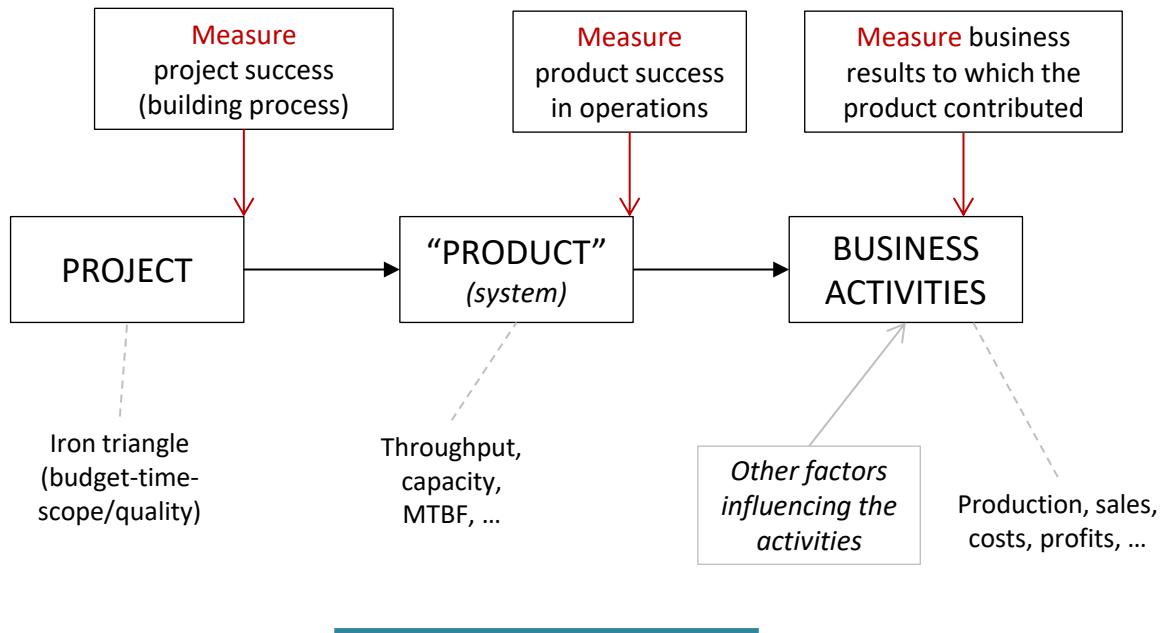 Measure
project success
(building process)
Measure
product success
in operations
Measure business
results to which the
product contributed
PROJECT
“PRODUCT”
(system)
BUSINESS
ACTIVITIES
Iron triangle
(budget-time-
scope/quality)
Throughput,
capacity,
MTBF, …
Other factors
influencing the
activities
Production, sales,
costs, profits, …